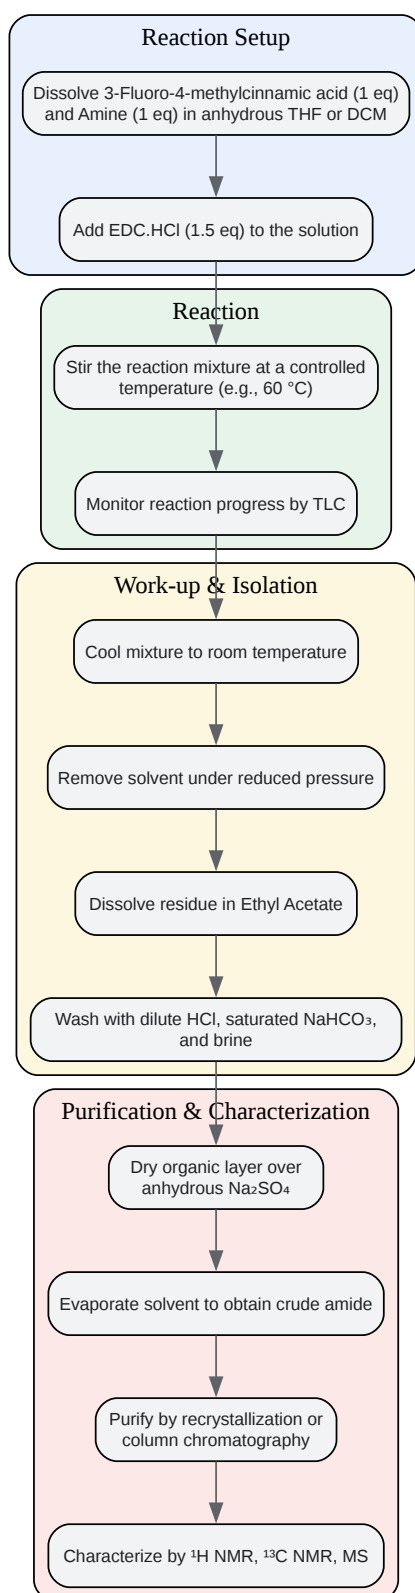 Reaction Setup
Dissolve 3-Fluoro-4-methylcinnamic acid (1 eq)
and Amine (1 eq) in anhydrous THF or DCM
Add EDC.HCl (1.5 eq) to the solution
Reaction
Stir the reaction mixture at a controlled
temperature (e.g., 60 °C)
Monitor reaction progress by TLC
Work-up & Isolation
Cool mixture to room temperature
Remove solvent under reduced pressure
Dissolve residue in Ethyl Acetate
Wash with dilute HCl, saturated NaHCO₃,
and brine
Purification & Characterization
Dry organic layer over
anhydrous Na₂SO₄
Evaporate solvent to obtain crude amide
Purify by recrystallization or
column chromatography
Characterize by ¹H NMR, ¹³C NMR, MS